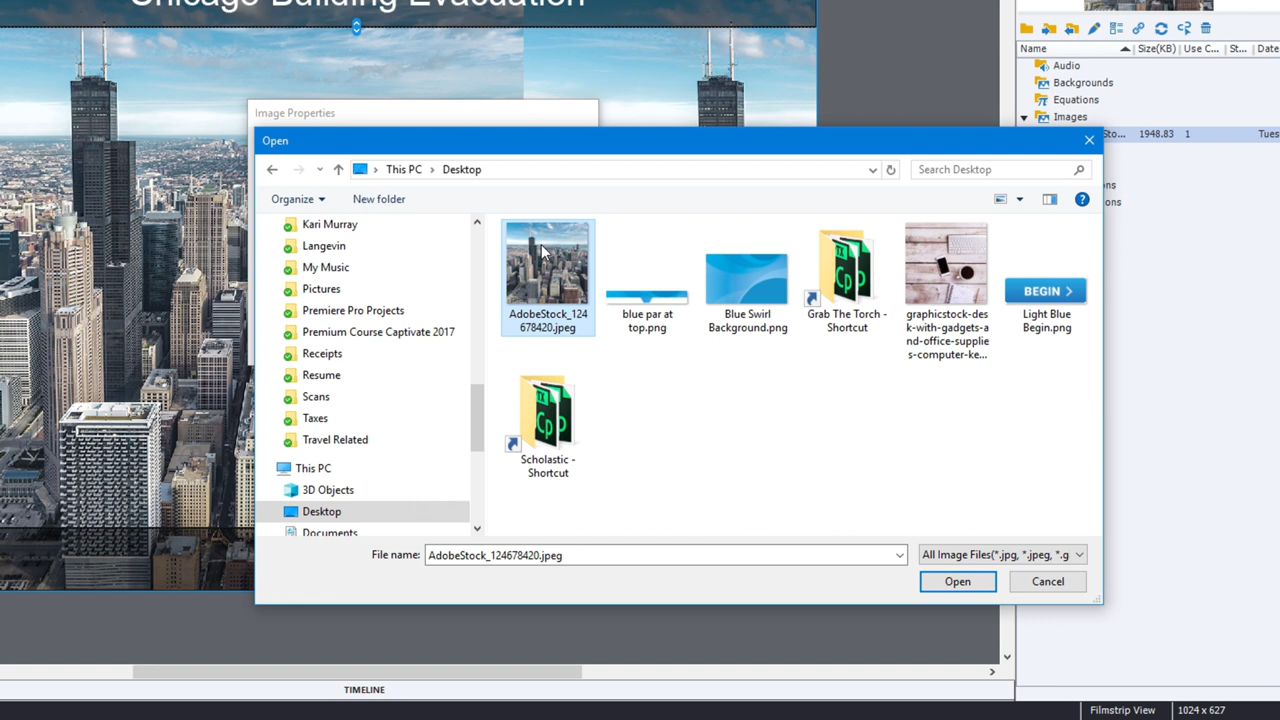 Chicago Building Evacuation
Name
Size(KB)
Use C...
St...
Date
Audio
Backgrounds
Equations
Images
Sto...
1948.83
1
Tues
ons
ons
Image Properties
Open
This PC
Desktop
Search Desktop
Organize
New folder
Kari Murray
Langevin
My Music
Pictures
Premiere Pro Projects
Premium Course Captivate 2017
Receipts
Resume
Scans
Taxes
Travel Related
This PC
3D Objects
Desktop
Documents
AdobeStock_124
678420.jpeg
blue par at
top.png
Blue Swirl
Background.png
Grab The Torch -
Shortcut
graphicstock-des
k-with-gadgets-a
nd-office-supplie
s-computer-ke...
BEGIN
Light Blue
Begin.png
Scholastic -
Shortcut
File name:
AdobeStock_124678420.jpeg
All Image Files(*.jpg, *.jpeg, *.g
Open
Cancel
TIMELINE
Filmstrip View
1024 x 627